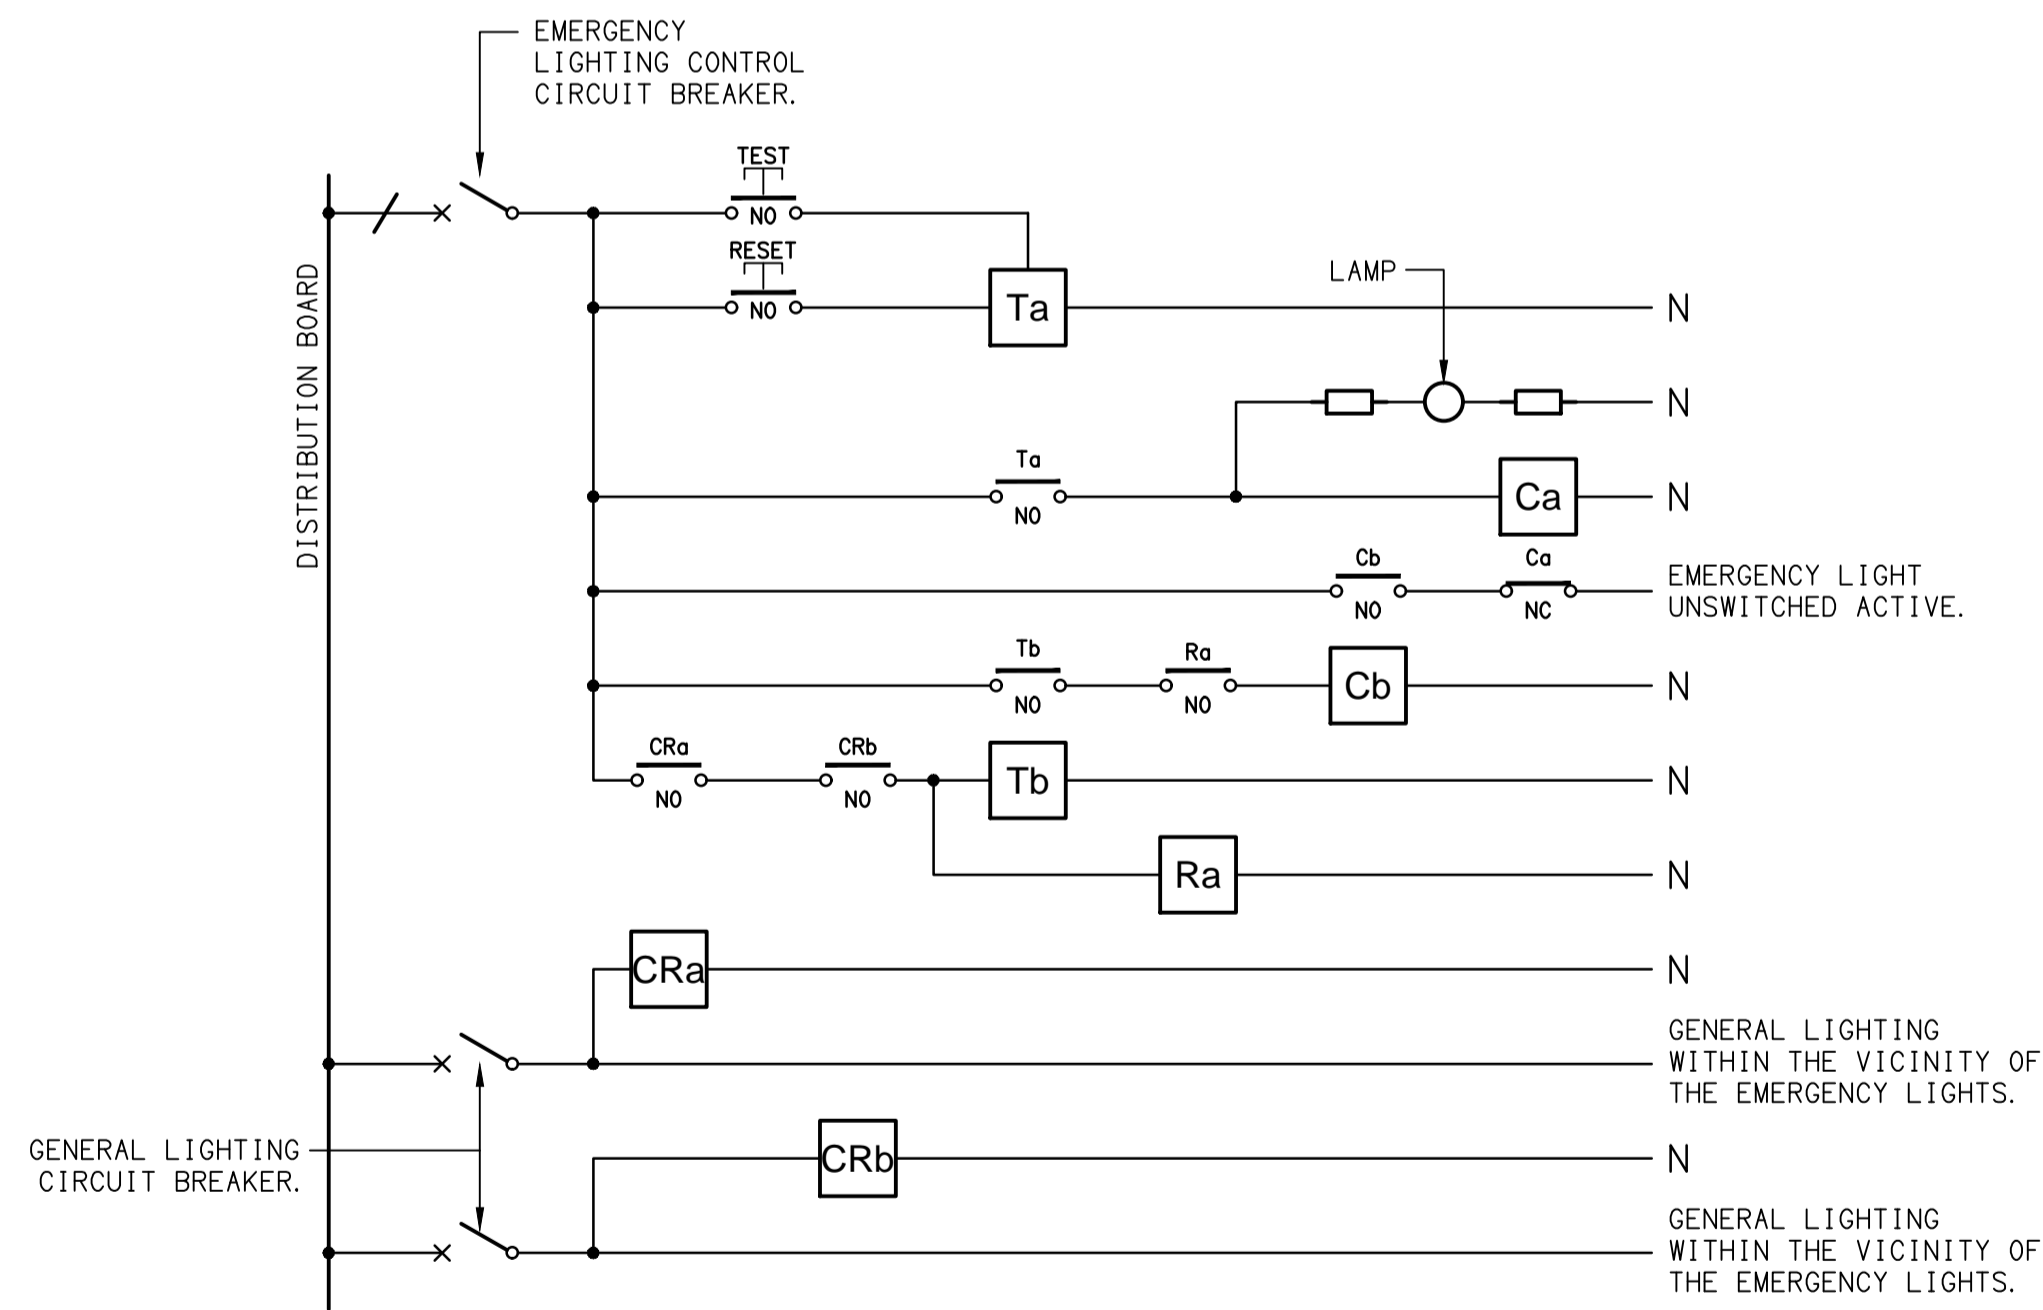 EMERGENCY
LIGHTING CONTROL
CIRCUIT BREAKER.
TEST
NO
RESET
NO
DISTRIBUTION BOARD
Ta
N
LAMP
N
Ta
NO
Ca
N
Cb
NO
Ca
NC
EMERGENCY LIGHT
UNSWITCHED ACTIVE.
Tb
NO
Ra
NO
Cb
N
CRa
NO
CRb
NO
Tb
N
Ra
N
CRa
N
GENERAL LIGHTING
WITHIN THE VICINITY OF
THE EMERGENCY LIGHTS.
GENERAL LIGHTING
CIRCUIT BREAKER.
CRb
N
GENERAL LIGHTING
WITHIN THE VICINITY OF
THE EMERGENCY LIGHTS.